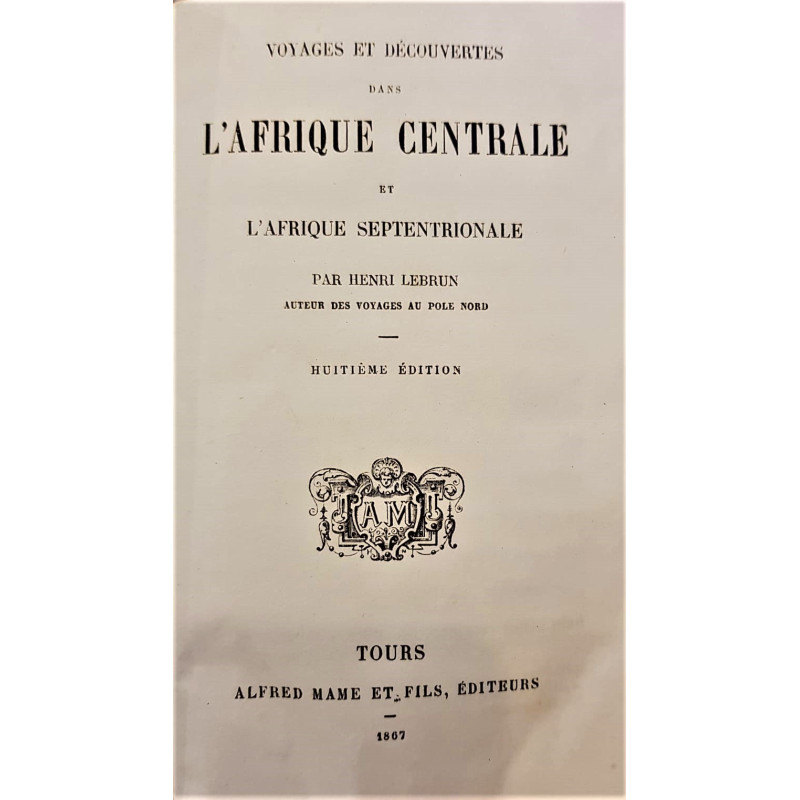 VOYAGES ET DÉCOUVERTES
DANS
L'AFRIQUE CENTRALE
ET
L'AFRIQUE SEPTENTRIONALE
PAR HENRI LEBRUN
AUTEUR DES VOYAGES AU POLE NORD
HUITIÈME ÉDITION
AM
TOURS
ALFRED MAME ET FILS, ÉDITEURS
1867